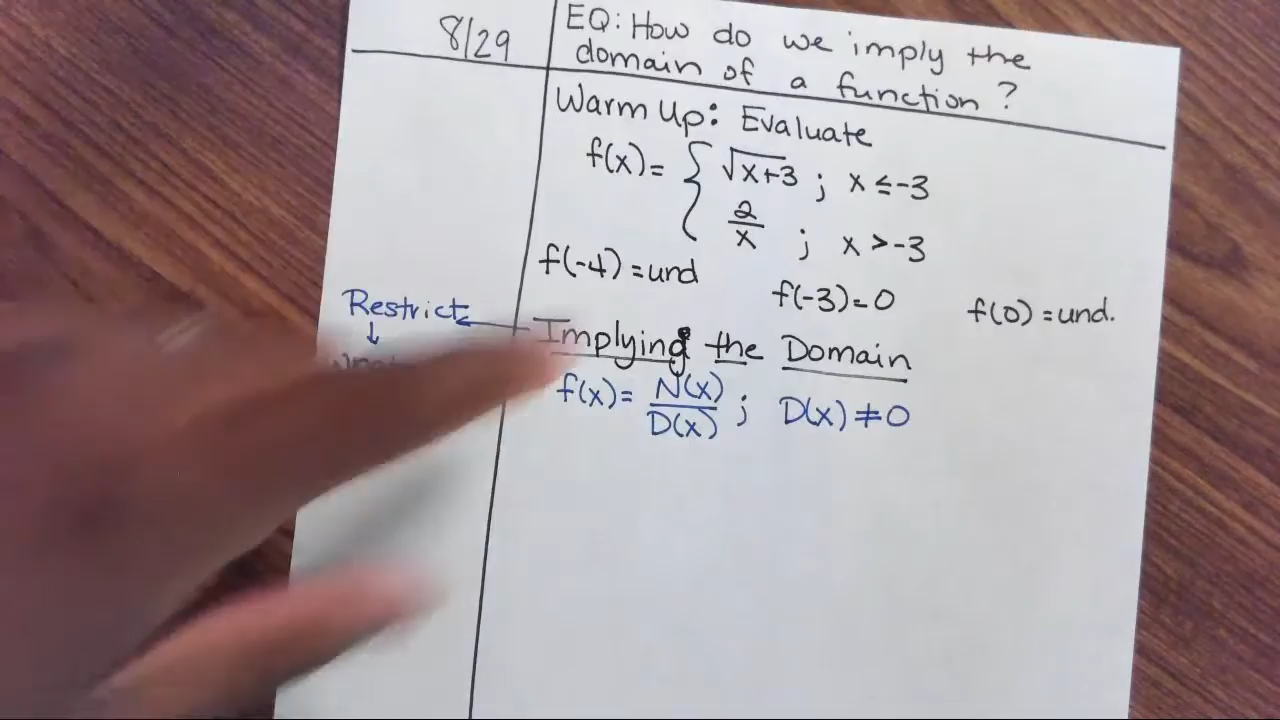 8/29
EQ: How do we imply the
domain of a function ?
Warm Up: Evaluate
f(x)= { √x+3 ; x ≤ -3
2/x ; x > -3
f(-4) = und
f(-3) = 0
f(0) = und.
Restrict
↓
Implying the Domain
f(x) = N(x)/D(x) ; D(x) ≠ 0